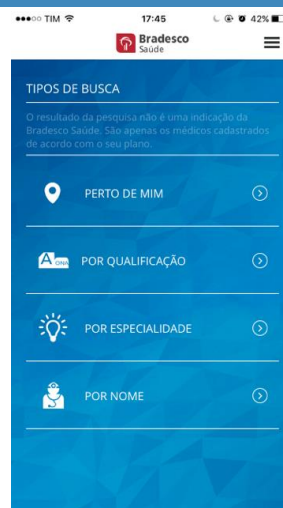 TIM 17:45 42%
Bradesco
Saúde
TIPOS DE BUSCA
O resultado da pesquisa não é uma indicação da
Bradesco Saúde. São apenas os médicos cadastrados
de acordo com o seu plano.
PERTO DE MIM
A ONA POR QUALIFICAÇÃO
POR ESPECIALIDADE
POR NOME